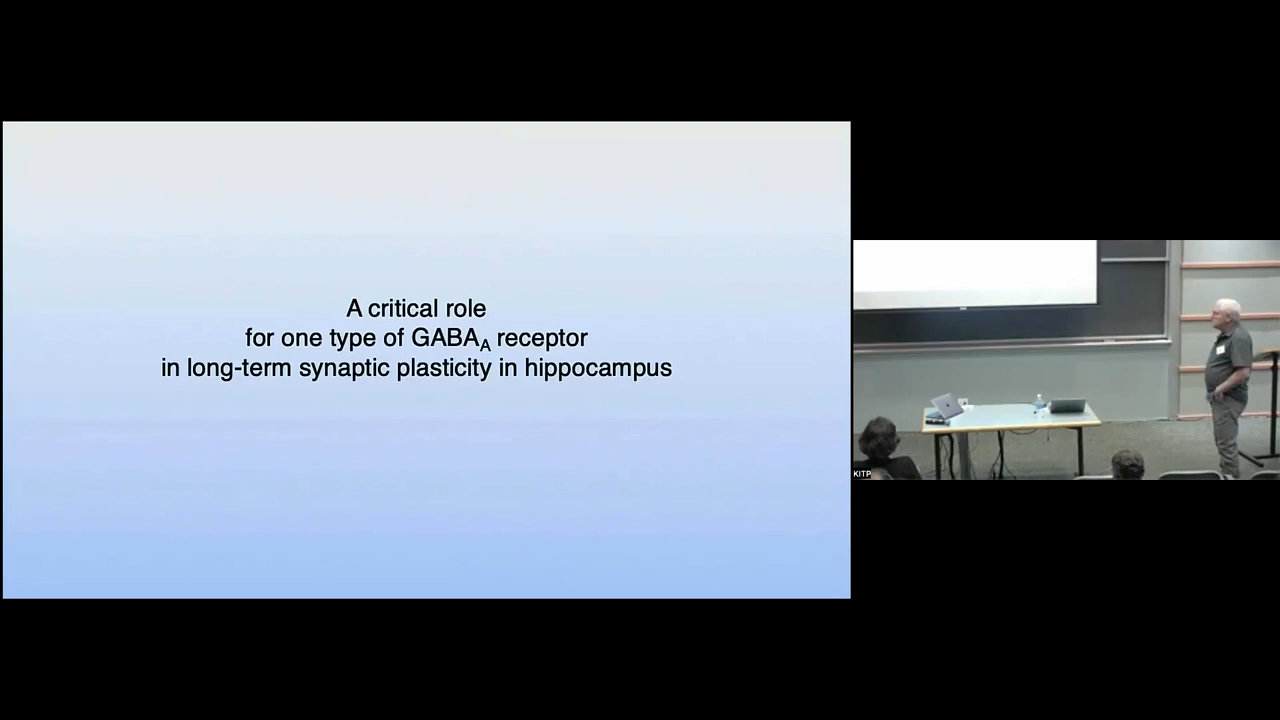 A critical role
for one type of GABAA receptor
in long-term synaptic plasticity in hippocampus
KITP